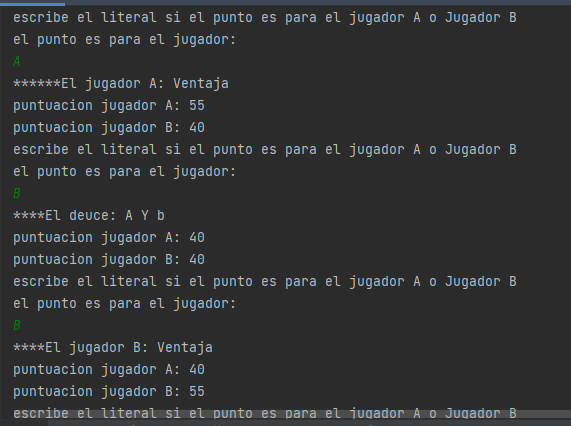 escribe el literal si el punto es para el jugador A o Jugador B
el punto es para el jugador:
A
******El jugador A: Ventaja
puntuacion jugador A: 55
puntuacion jugador B: 40
escribe el literal si el punto es para el jugador A o Jugador B
el punto es para el jugador:
B
****El deuce: A Y b
puntuacion jugador A: 40
puntuacion jugador B: 40
escribe el literal si el punto es para el jugador A o Jugador B
el punto es para el jugador:
B
****El jugador B: Ventaja
puntuacion jugador A: 40
puntuacion jugador B: 55
escribe el literal si el punto es para el jugador A o Jugador B